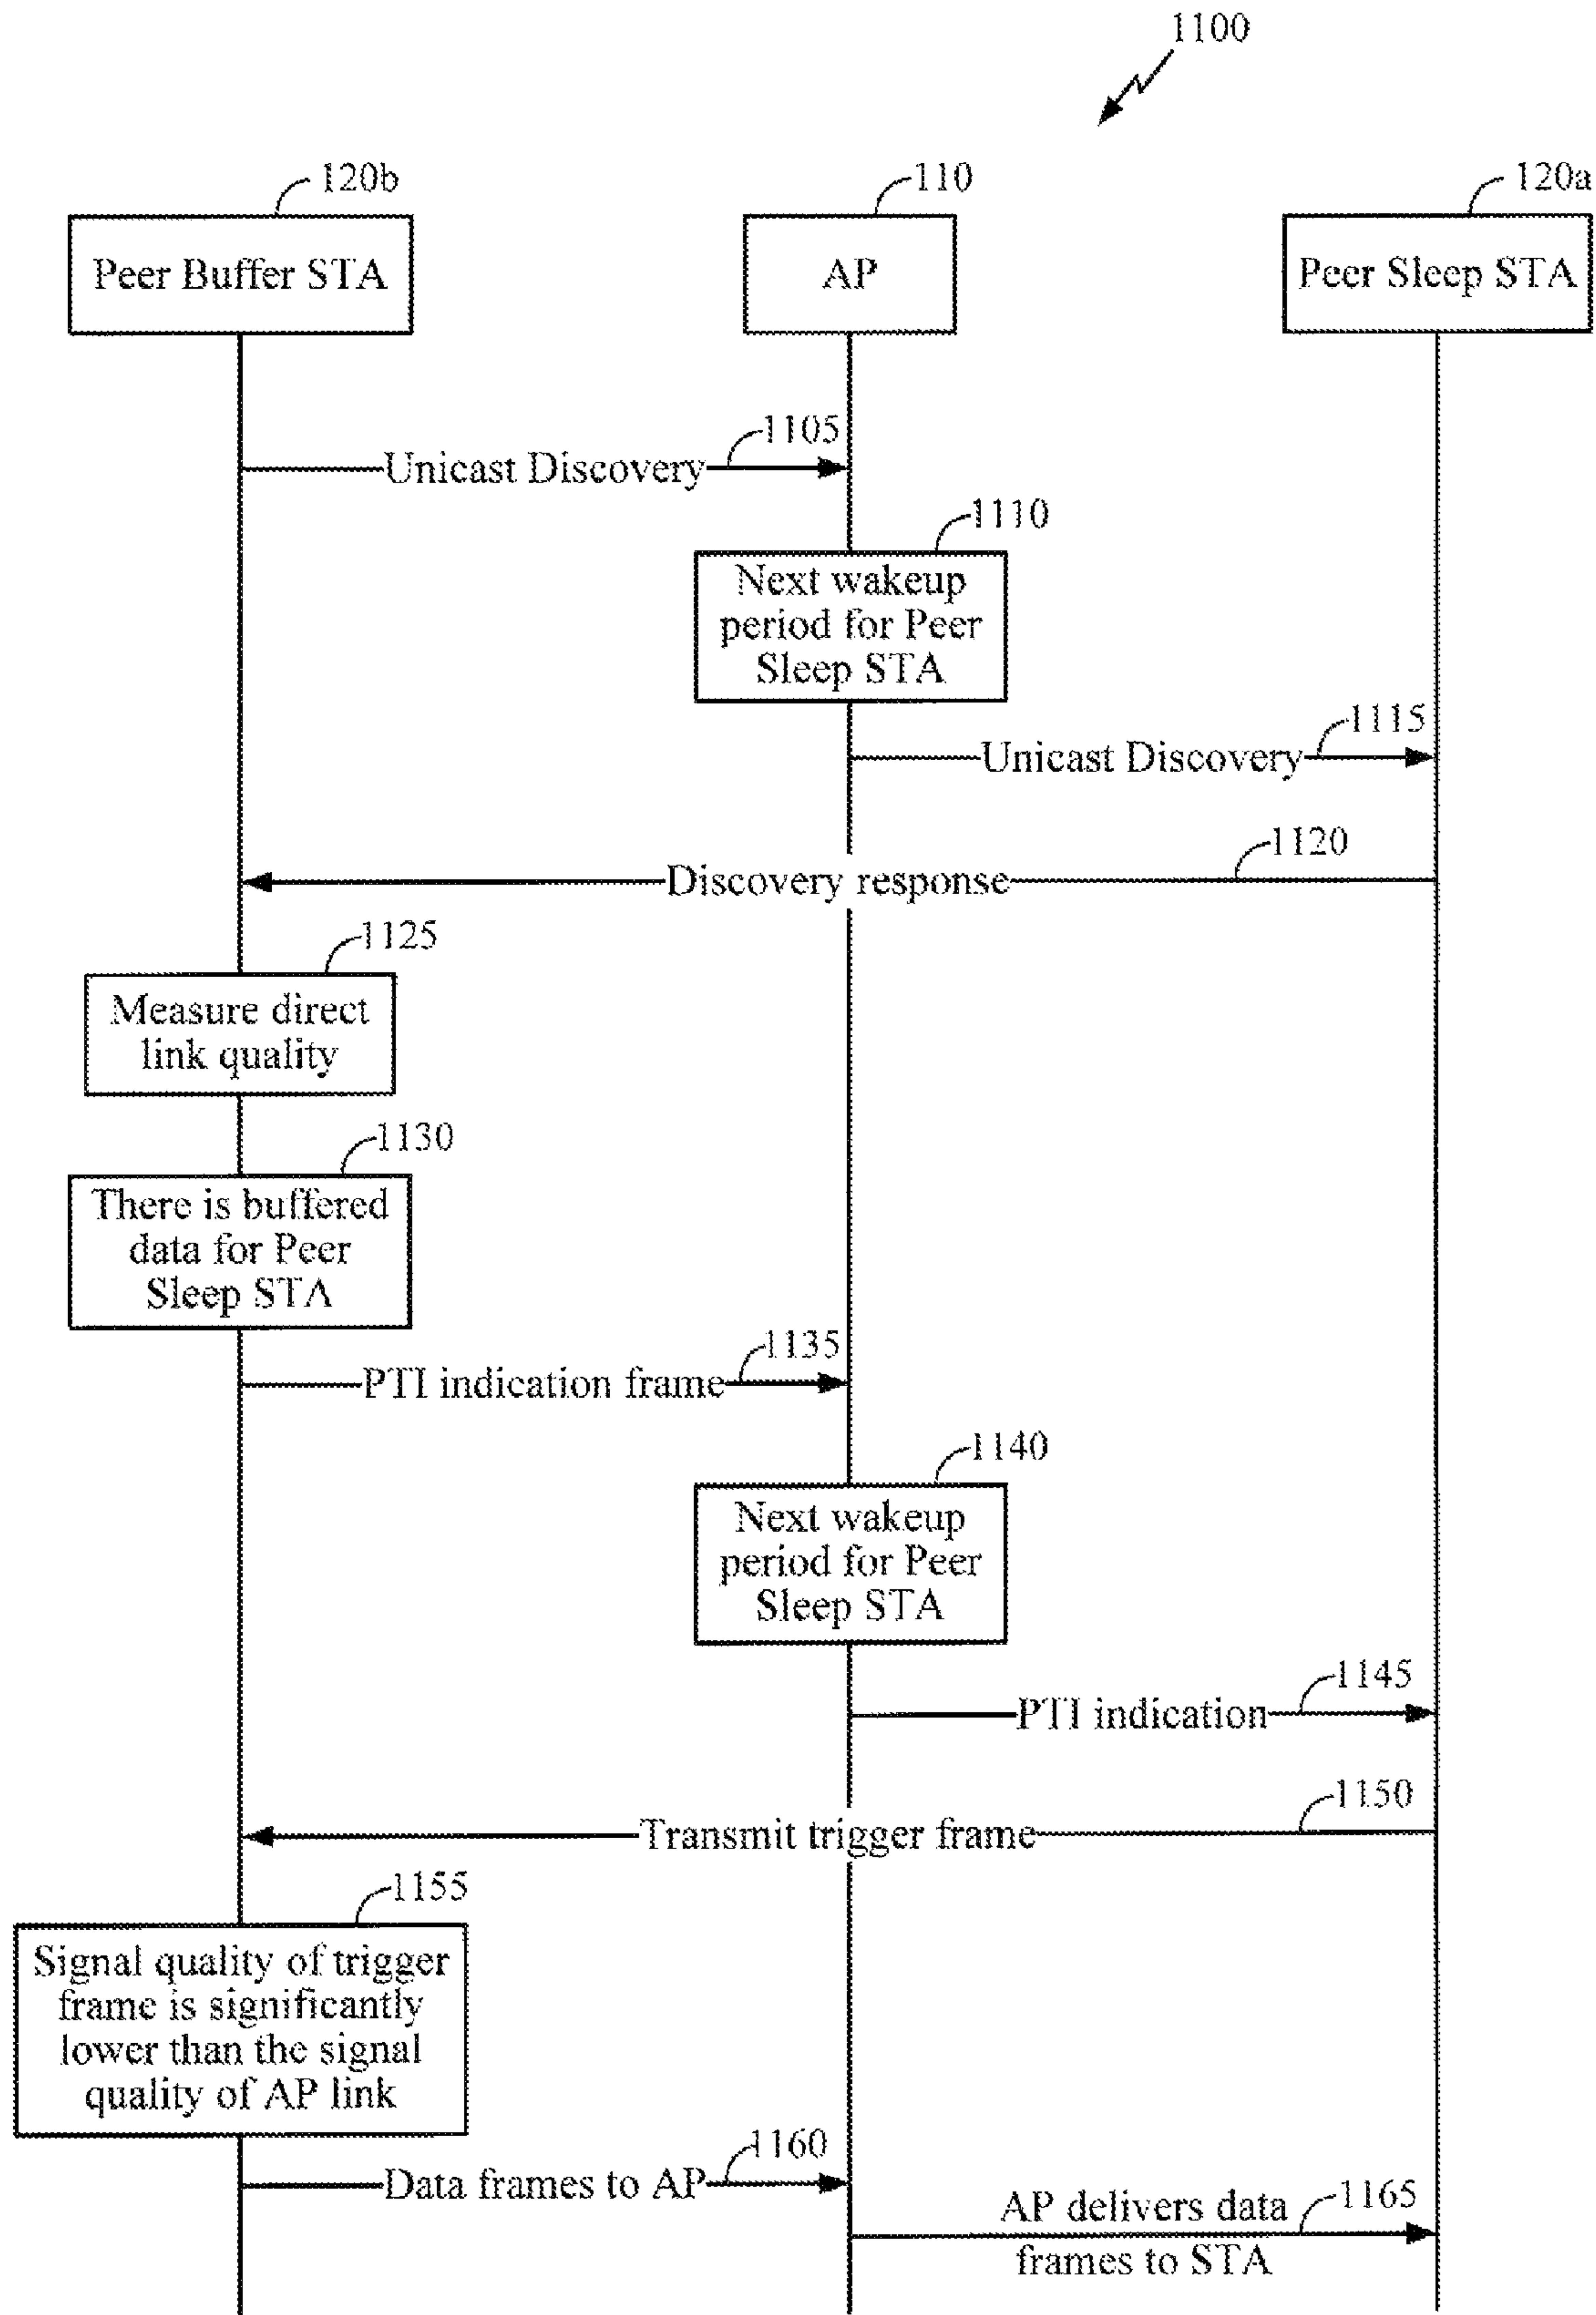 1100
120b
110
120a
Peer Buffer STA
AP
Peer Sleep STA
1105
Unicast Discovery
1110
Next wakeup
period for Peer
Sleep STA
1115
Unicast Discovery
1120
Discovery response
1125
Measure direct
link quality
1130
There is buffered
data for Peer
Sleep STA
1135
PTI indication frame
1140
Next wakeup
period for Peer
Sleep STA
1145
PTI indication
1150
Transmit trigger frame
1155
Signal quality of trigger
frame is significantly
lower than the signal
quality of AP link
1160
Data frames to AP
1165
AP delivers data
frames to STA